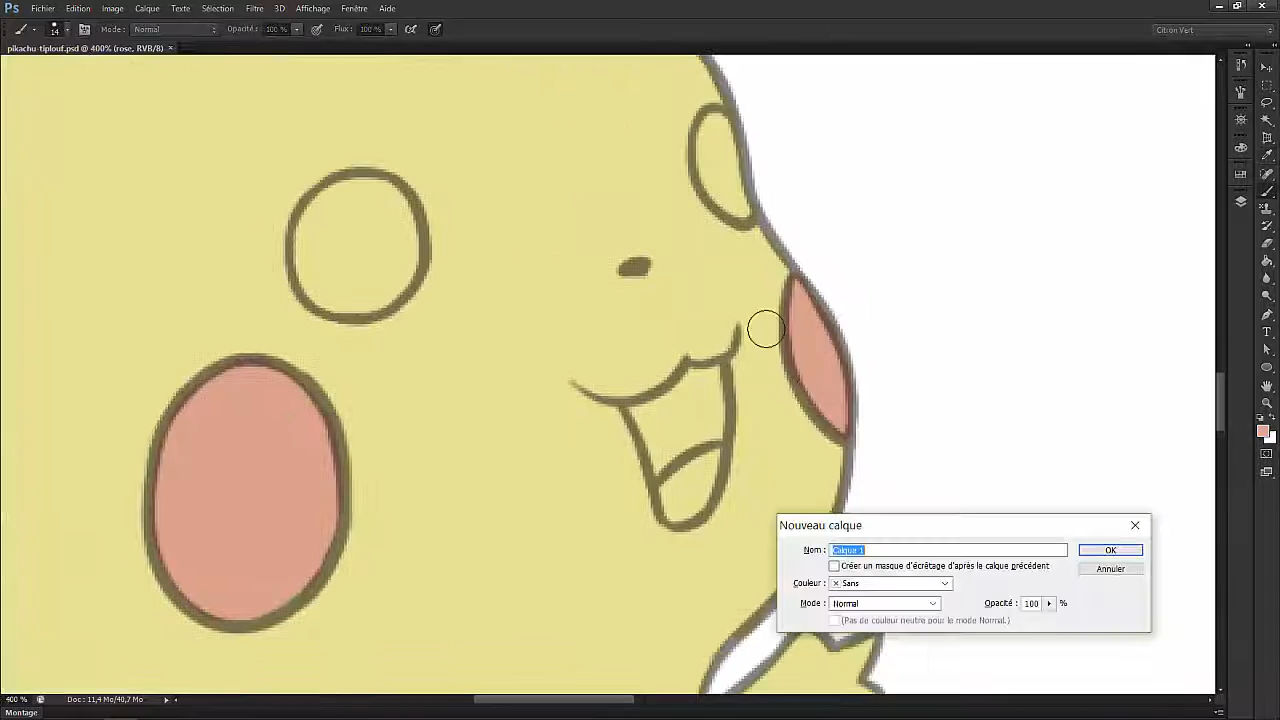 Ps Fichier Edition Image Calque Texte Sélection Filtre 3D Affichage Fenêtre Aide
14 Mode : Normal Opacité : 100 % Flux : 100 % Citron Vert
pikachu-tiplouf.psd @ 400% (rose, RVB/8) ×
Nouveau calque
Nom : Calque 1 OK
Créer un masque d'écrêtage d'après le calque précédent Annuler
Couleur : Sans
Mode : Normal Opacité : 100 %
(Pas de couleur neutre pour le mode Normal.)
400 % Doc : 11,4 Mo/40,7 Mo
Montage